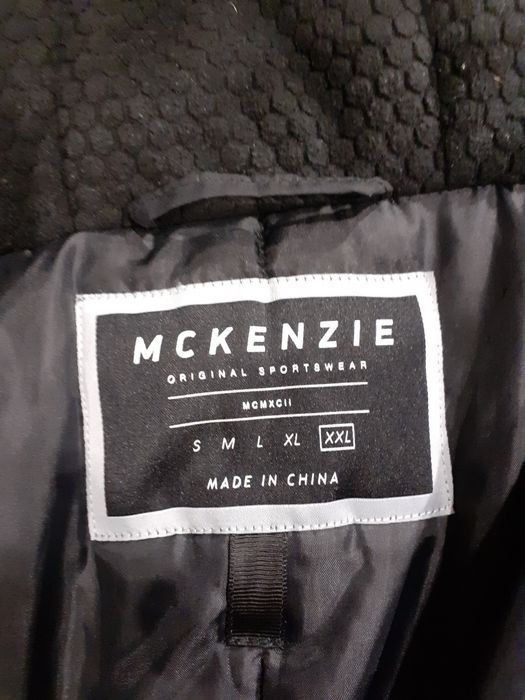 MCKENZIE
ORIGINAL SPORTSWEAR
MCMXCII
S M L XL XXL
MADE IN CHINA